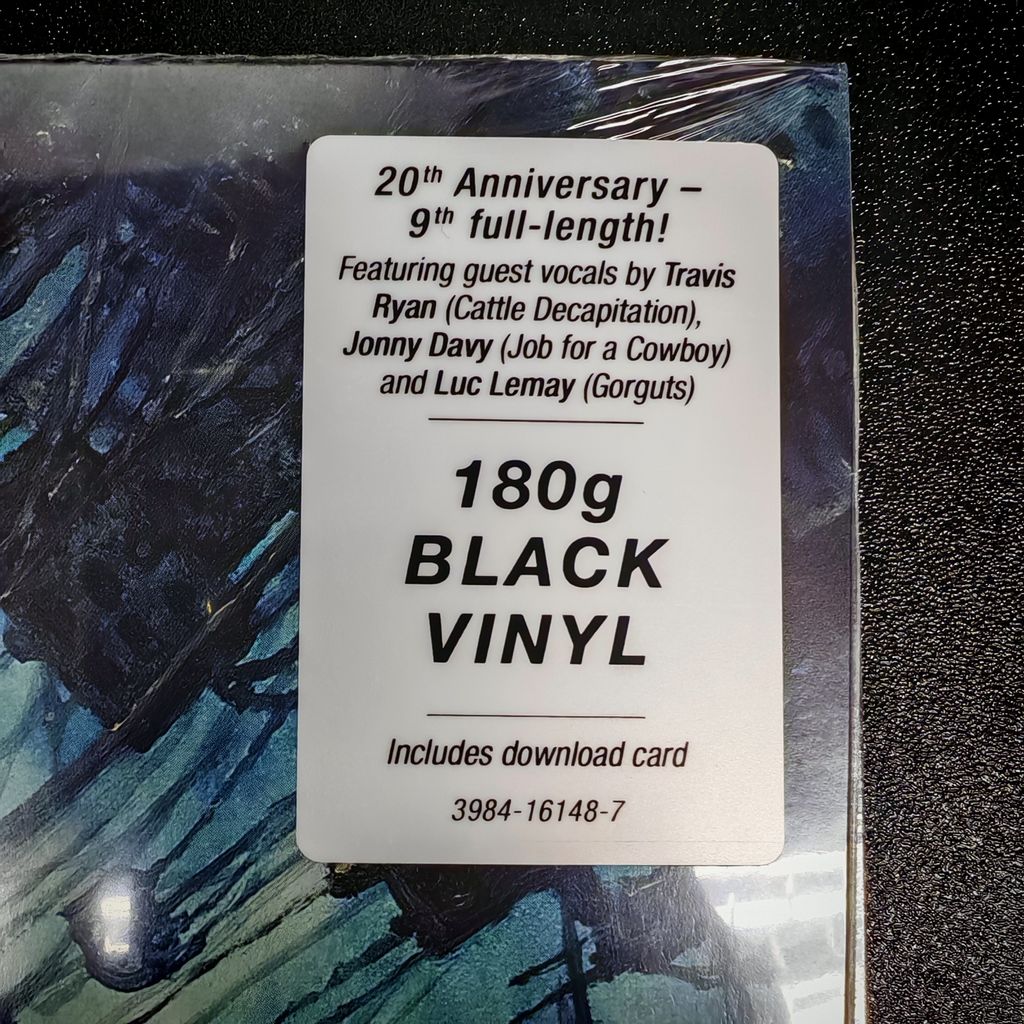 20th Anniversary –
9th full-length!
Featuring guest vocals by Travis
Ryan (Cattle Decapitation),
Jonny Davy (Job for a Cowboy)
and Luc Lemay (Gorguts)
180g
BLACK
VINYL
Includes download card
3984-16148-7